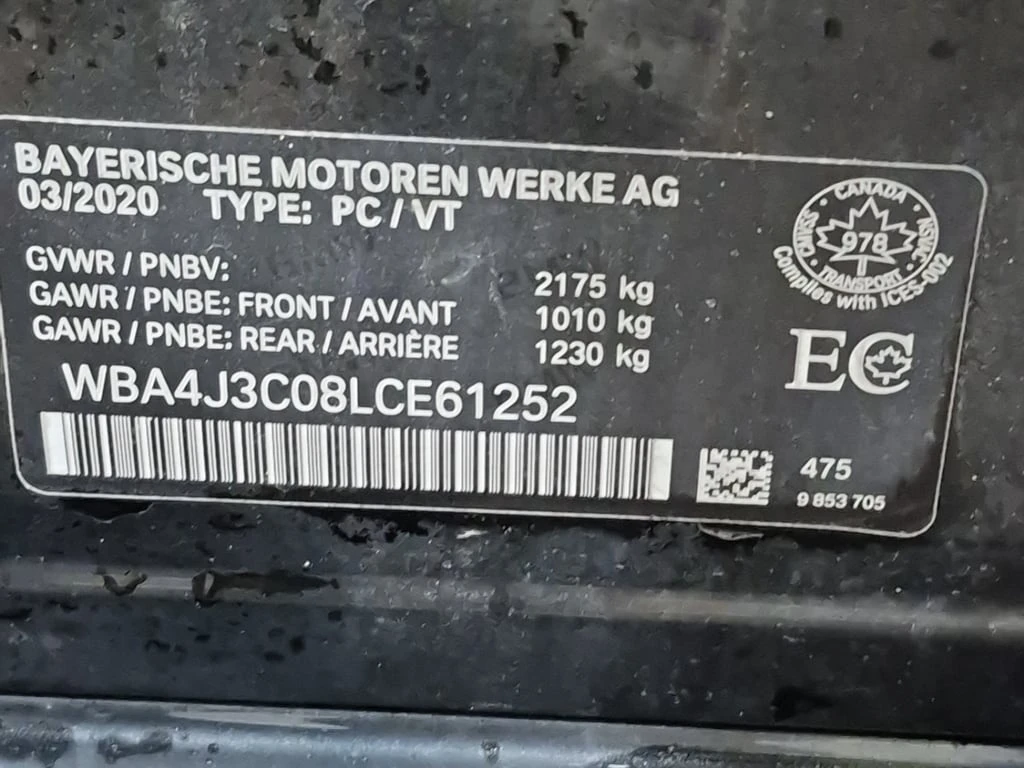 BAYERISCHE MOTOREN WERKE AG
03/2020 TYPE: PC / VT
GVWR / PNBV: 2175 kg
GAWR / PNBE: FRONT / AVANT 1010 kg
GAWR / PNBE: REAR / ARRIÈRE 1230 kg
WBA4J3C08LCE61252
CANADA
CMVSS
978
NSVAC
TRANSPORT
Complies with ICES-002
EC
475
9 853 705